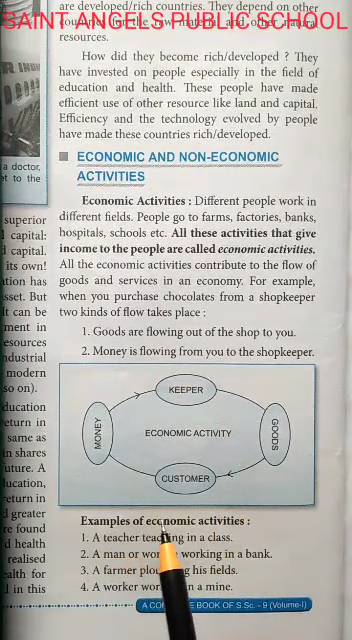 SAINT ANGELS PUBLIC SCHOOL
are developed/rich countries. They depend on other
resources.
How did they become rich/developed ? They
have invested on people especially in the field of
education and health. These people have made
efficient use of other resource like land and capital.
Efficiency and the technology evolved by people
have made these countries rich/developed.
ECONOMIC AND NON-ECONOMIC
ACTIVITIES
Economic Activities : Different people work in
different fields. People go to farms, factories, banks,
hospitals, schools etc. All these activities that give
income to the people are called economic activities.
All the economic activities contribute to the flow of
goods and services in an economy. For example,
when you purchase chocolates from a shopkeeper
two kinds of flow takes place :
1. Goods are flowing out of the shop to you.
2. Money is flowing from you to the shopkeeper.
KEEPER
MONEY
ECONOMIC ACTIVITY
GOODS
CUSTOMER
Examples of economic activities :
1. A teacher teaching in a class.
2. A man or working in a bank.
3. A farmer his fields.
4. A worker in a mine.
A BOOK OF S.Sc. - 9 (Volume-I)
a doctor,
et to the
superior
capital:
d capital.
its own!
ation has
asset. But
It can be
ment in
esources
ndustrial
modern
so on).
ducation
return in
same as
in shares
future. A
ducation,
return in
d greater
re found
d health
realised
ealth for
in this